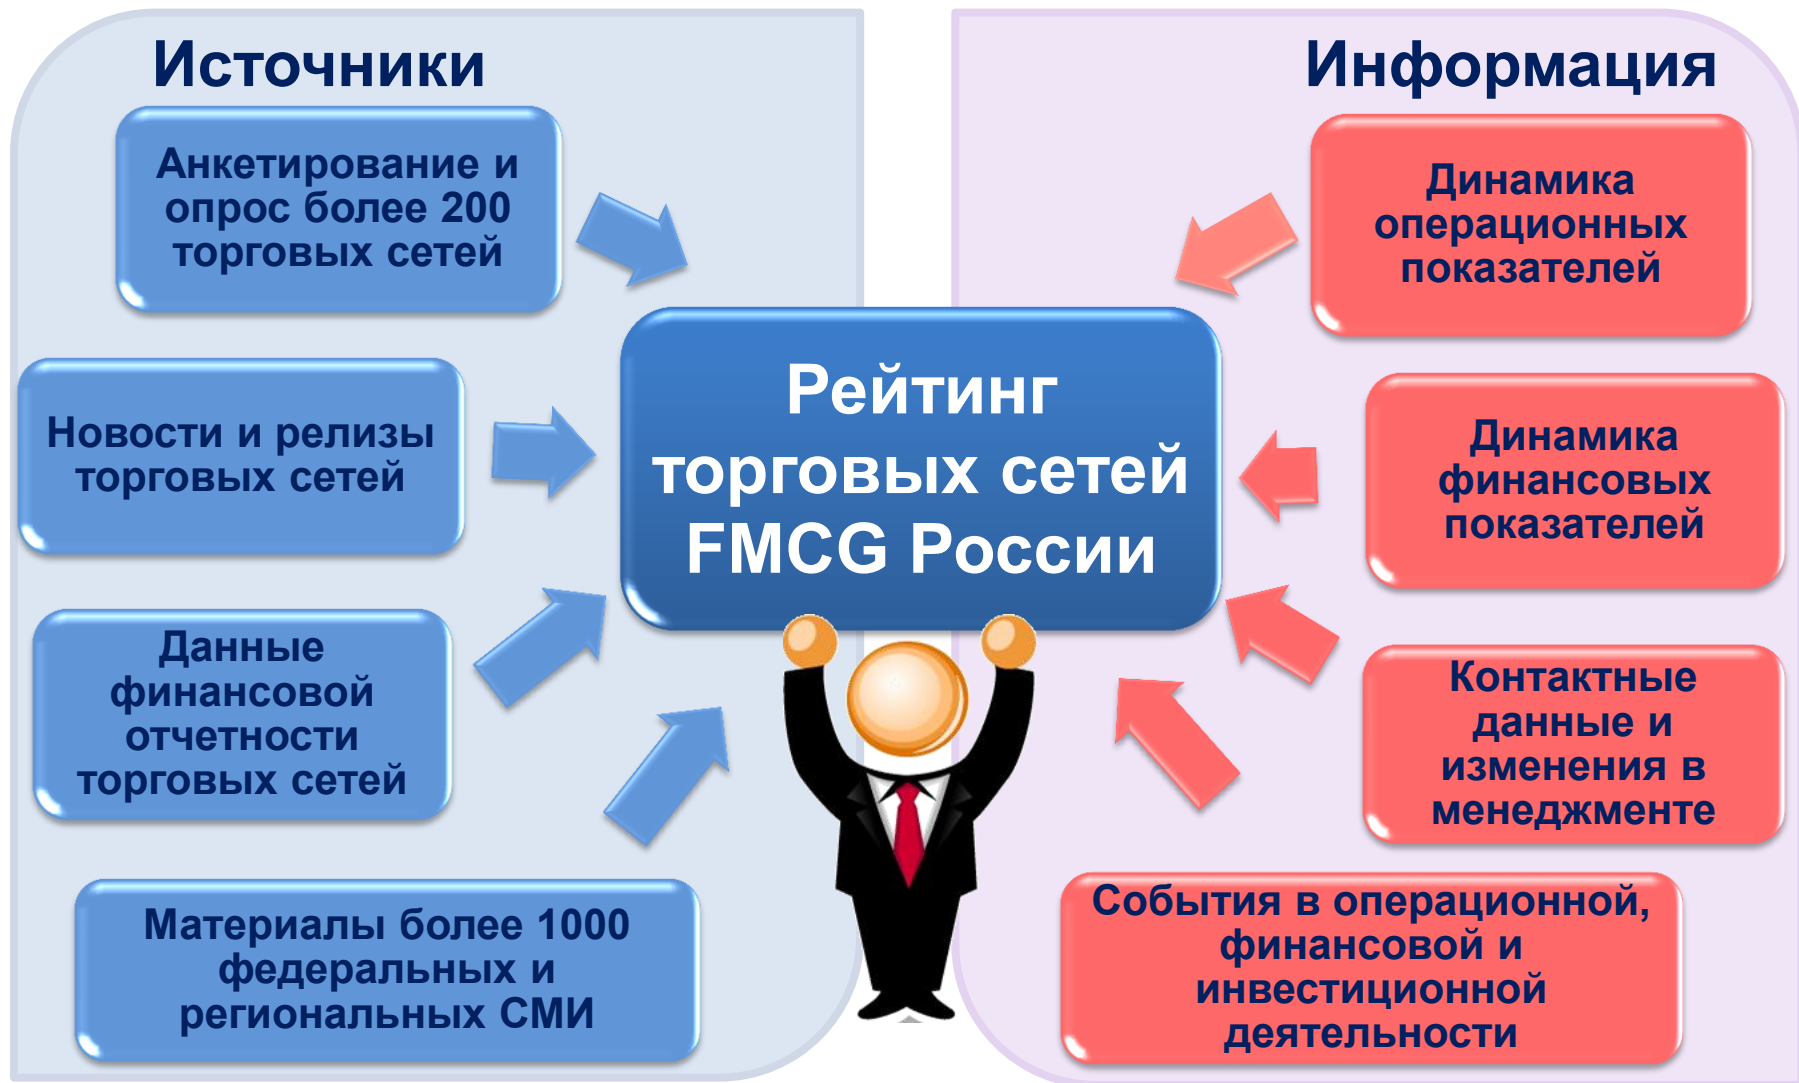 Источники
Анкетирование и
опрос более 200
торговых сетей
Новости и релизы
торговых сетей
Данные
финансовой
отчетности
торговых сетей
Материалы более 1000
федеральных и
региональных СМИ
Рейтинг
торговых сетей
FMCG России
Информация
Динамика
операционных
показателей
Динамика
финансовых
показателей
Контактные
данные и
изменения в
менеджменте
События в операционной,
финансовой и
инвестиционной
деятельности